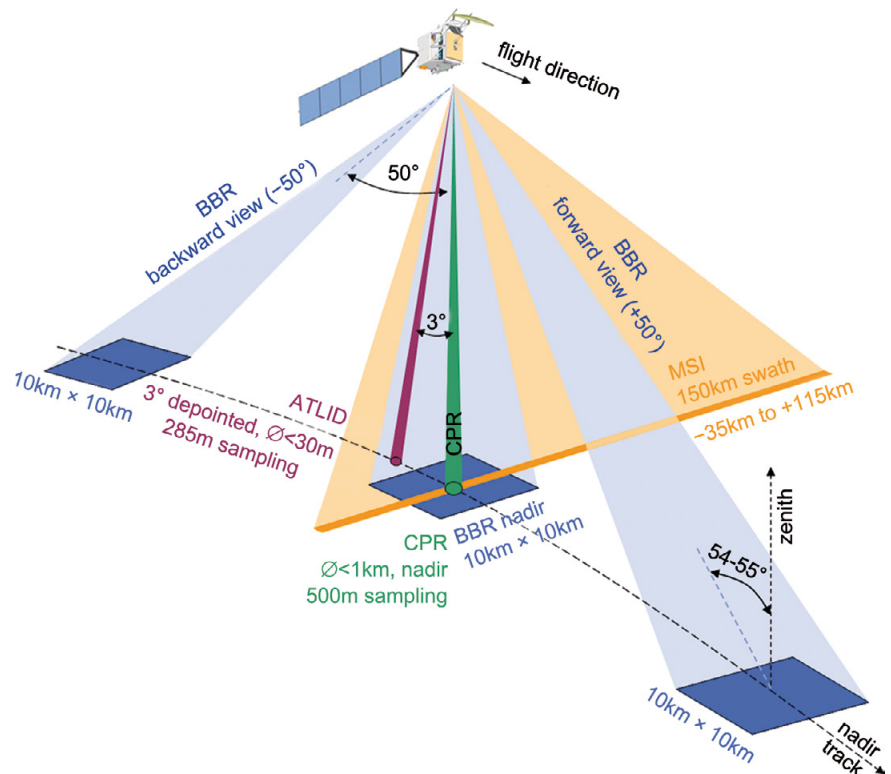 flight direction
50°
BBR
backward view (−50°)
BBR
forward view (+50°)
3°
MSI
150km swath
−35km to +115km
10km × 10km
ATLID
3° depointed, ∅<30m
285m sampling
CPR
CPR
∅<1km, nadir
500m sampling
BBR nadir
10km × 10km
zenith
54-55°
10km × 10km
nadir
track